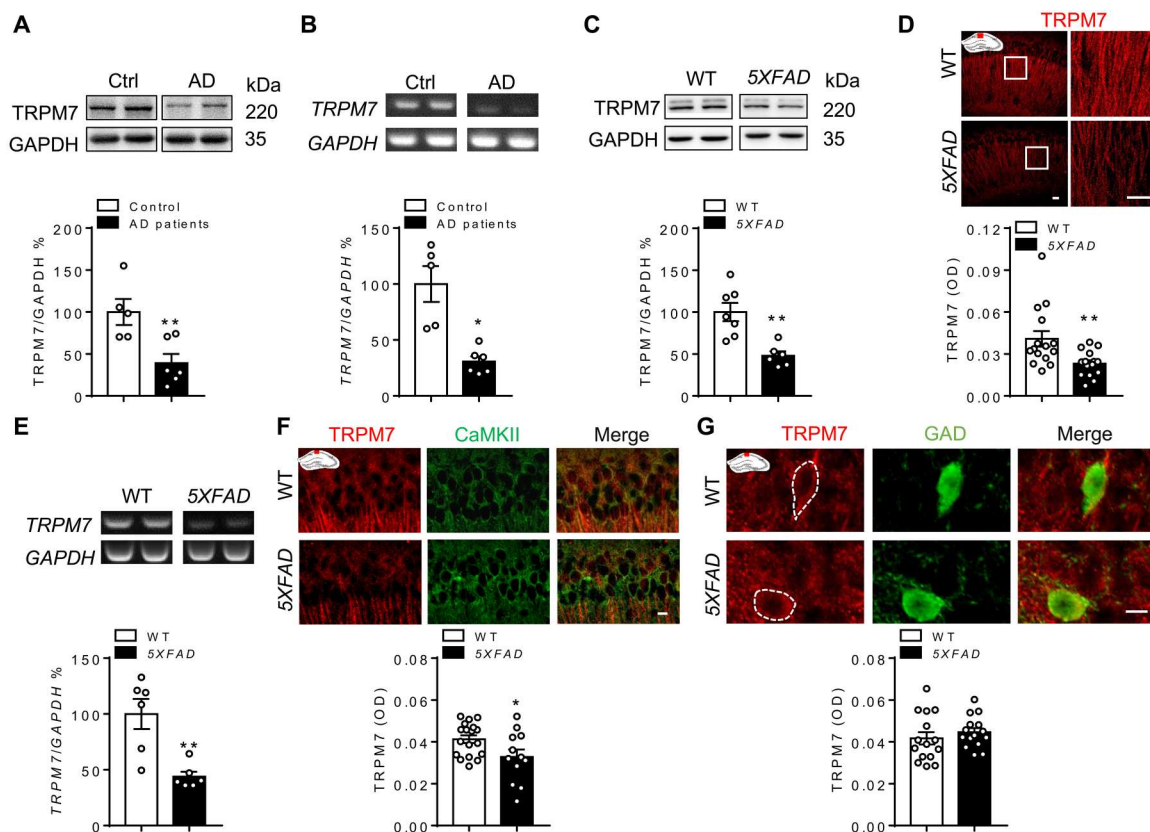 A
Ctrl AD kDa
TRPM7 220
GAPDH 35
Control
AD patients
TRPM7/GAPDH %
200
150
100
50
0
**
B
Ctrl AD
TRPM7
GAPDH
Control
AD patients
TRPM7/GAPDH %
150
100
50
0
*
C
WT 5XFAD kDa
TRPM7 220
GAPDH 35
WT
5XFAD
TRPM7/GAPDH %
200
150
100
50
0
**
D
TRPM7
WT
5XFAD
WT
5XFAD
TRPM7 (OD)
0.12
0.09
0.06
0.03
0.00
**
E
WT 5XFAD
TRPM7
GAPDH
WT
5XFAD
TRPM7/GAPDH %
150
100
50
0
**
F
TRPM7 CaMKII Merge
WT
5XFAD
WT
5XFAD
TRPM7 (OD)
0.08
0.06
0.04
0.02
0.00
*
G
TRPM7 GAD Merge
WT
5XFAD
WT
5XFAD
TRPM7 (OD)
0.08
0.06
0.04
0.02
0.00